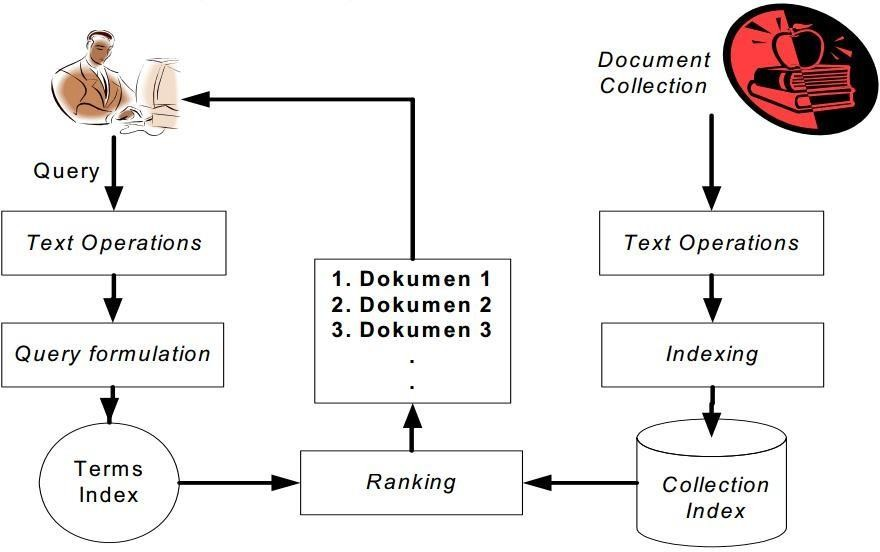 Document
Collection
Query
Text Operations
Text Operations
1. Dokumen 1
2. Dokumen 2
3. Dokumen 3
.
.
Query formulation
Indexing
Terms
Index
Ranking
Collection
Index